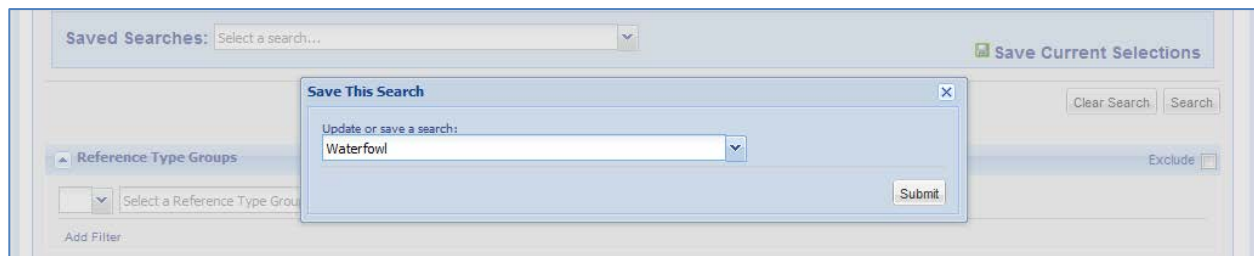 Saved Searches: Select a search...
Save Current Selections
Save This Search
Clear Search Search
Update or save a search:
Waterfowl
Reference Type Groups
Exclude
Submit
Select a Reference Type Grou
Add Filter